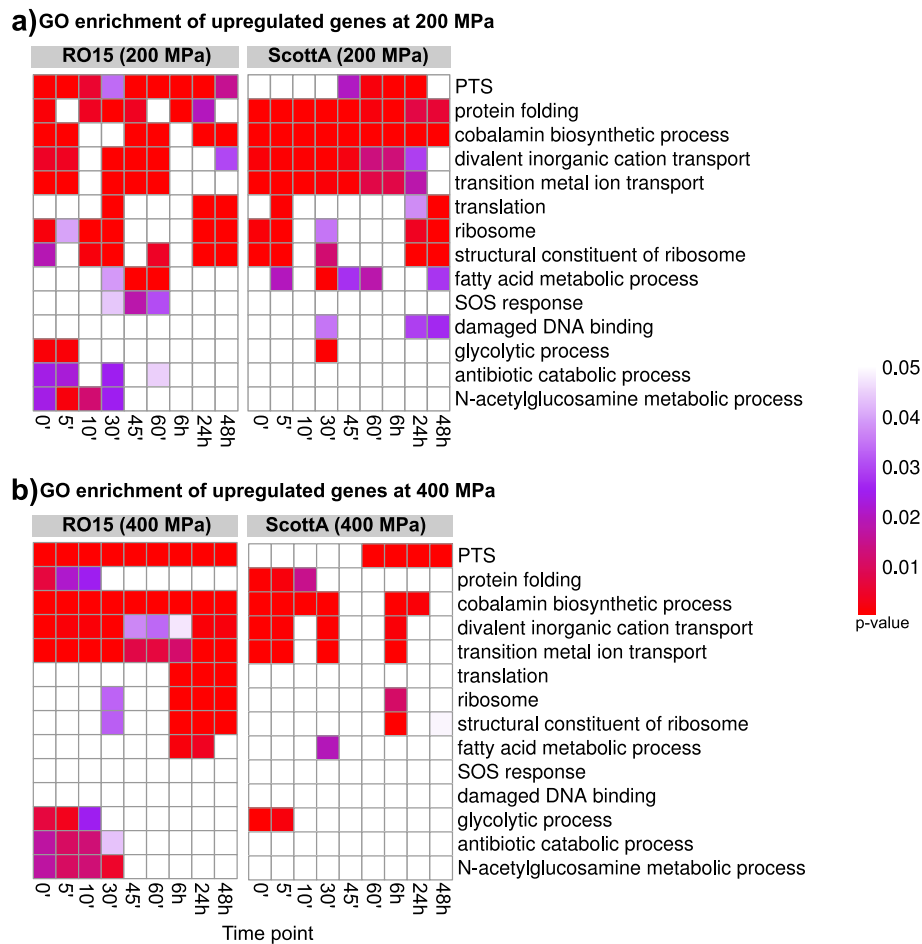 a) GO enrichment of upregulated genes at 200 MPa
RO15 (200 MPa) ScottA (200 MPa)
PTS
protein folding
cobalamin biosynthetic process
divalent inorganic cation transport
transition metal ion transport
translation
ribosome
structural constituent of ribosome
fatty acid metabolic process
SOS response
damaged DNA binding
glycolytic process
antibiotic catabolic process
N-acetylglucosamine metabolic process
0' 5' 10' 30' 45' 60' 6h 24h 48h 0' 5' 10' 30' 45' 60' 6h 24h 48h
0.05
0.04
0.03
0.02
0.01
p-value
b) GO enrichment of upregulated genes at 400 MPa
RO15 (400 MPa) ScottA (400 MPa)
PTS
protein folding
cobalamin biosynthetic process
divalent inorganic cation transport
transition metal ion transport
translation
ribosome
structural constituent of ribosome
fatty acid metabolic process
SOS response
damaged DNA binding
glycolytic process
antibiotic catabolic process
N-acetylglucosamine metabolic process
0' 5' 10' 30' 45' 60' 6h 24h 48h 0' 5' 10' 30' 45' 60' 6h 24h 48h
Time point